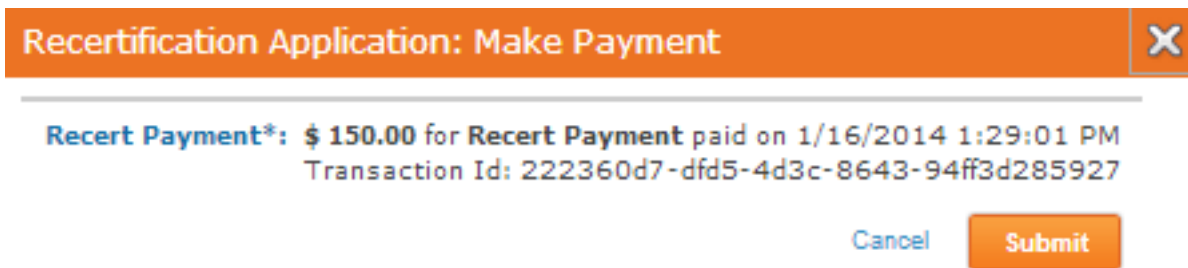 Recertification Application: Make Payment
Recert Payment*: $ 150.00 for Recert Payment paid on 1/16/2014 1:29:01 PM
Transaction Id: 222360d7-dfd5-4d3c-8643-94ff3d285927
Cancel Submit